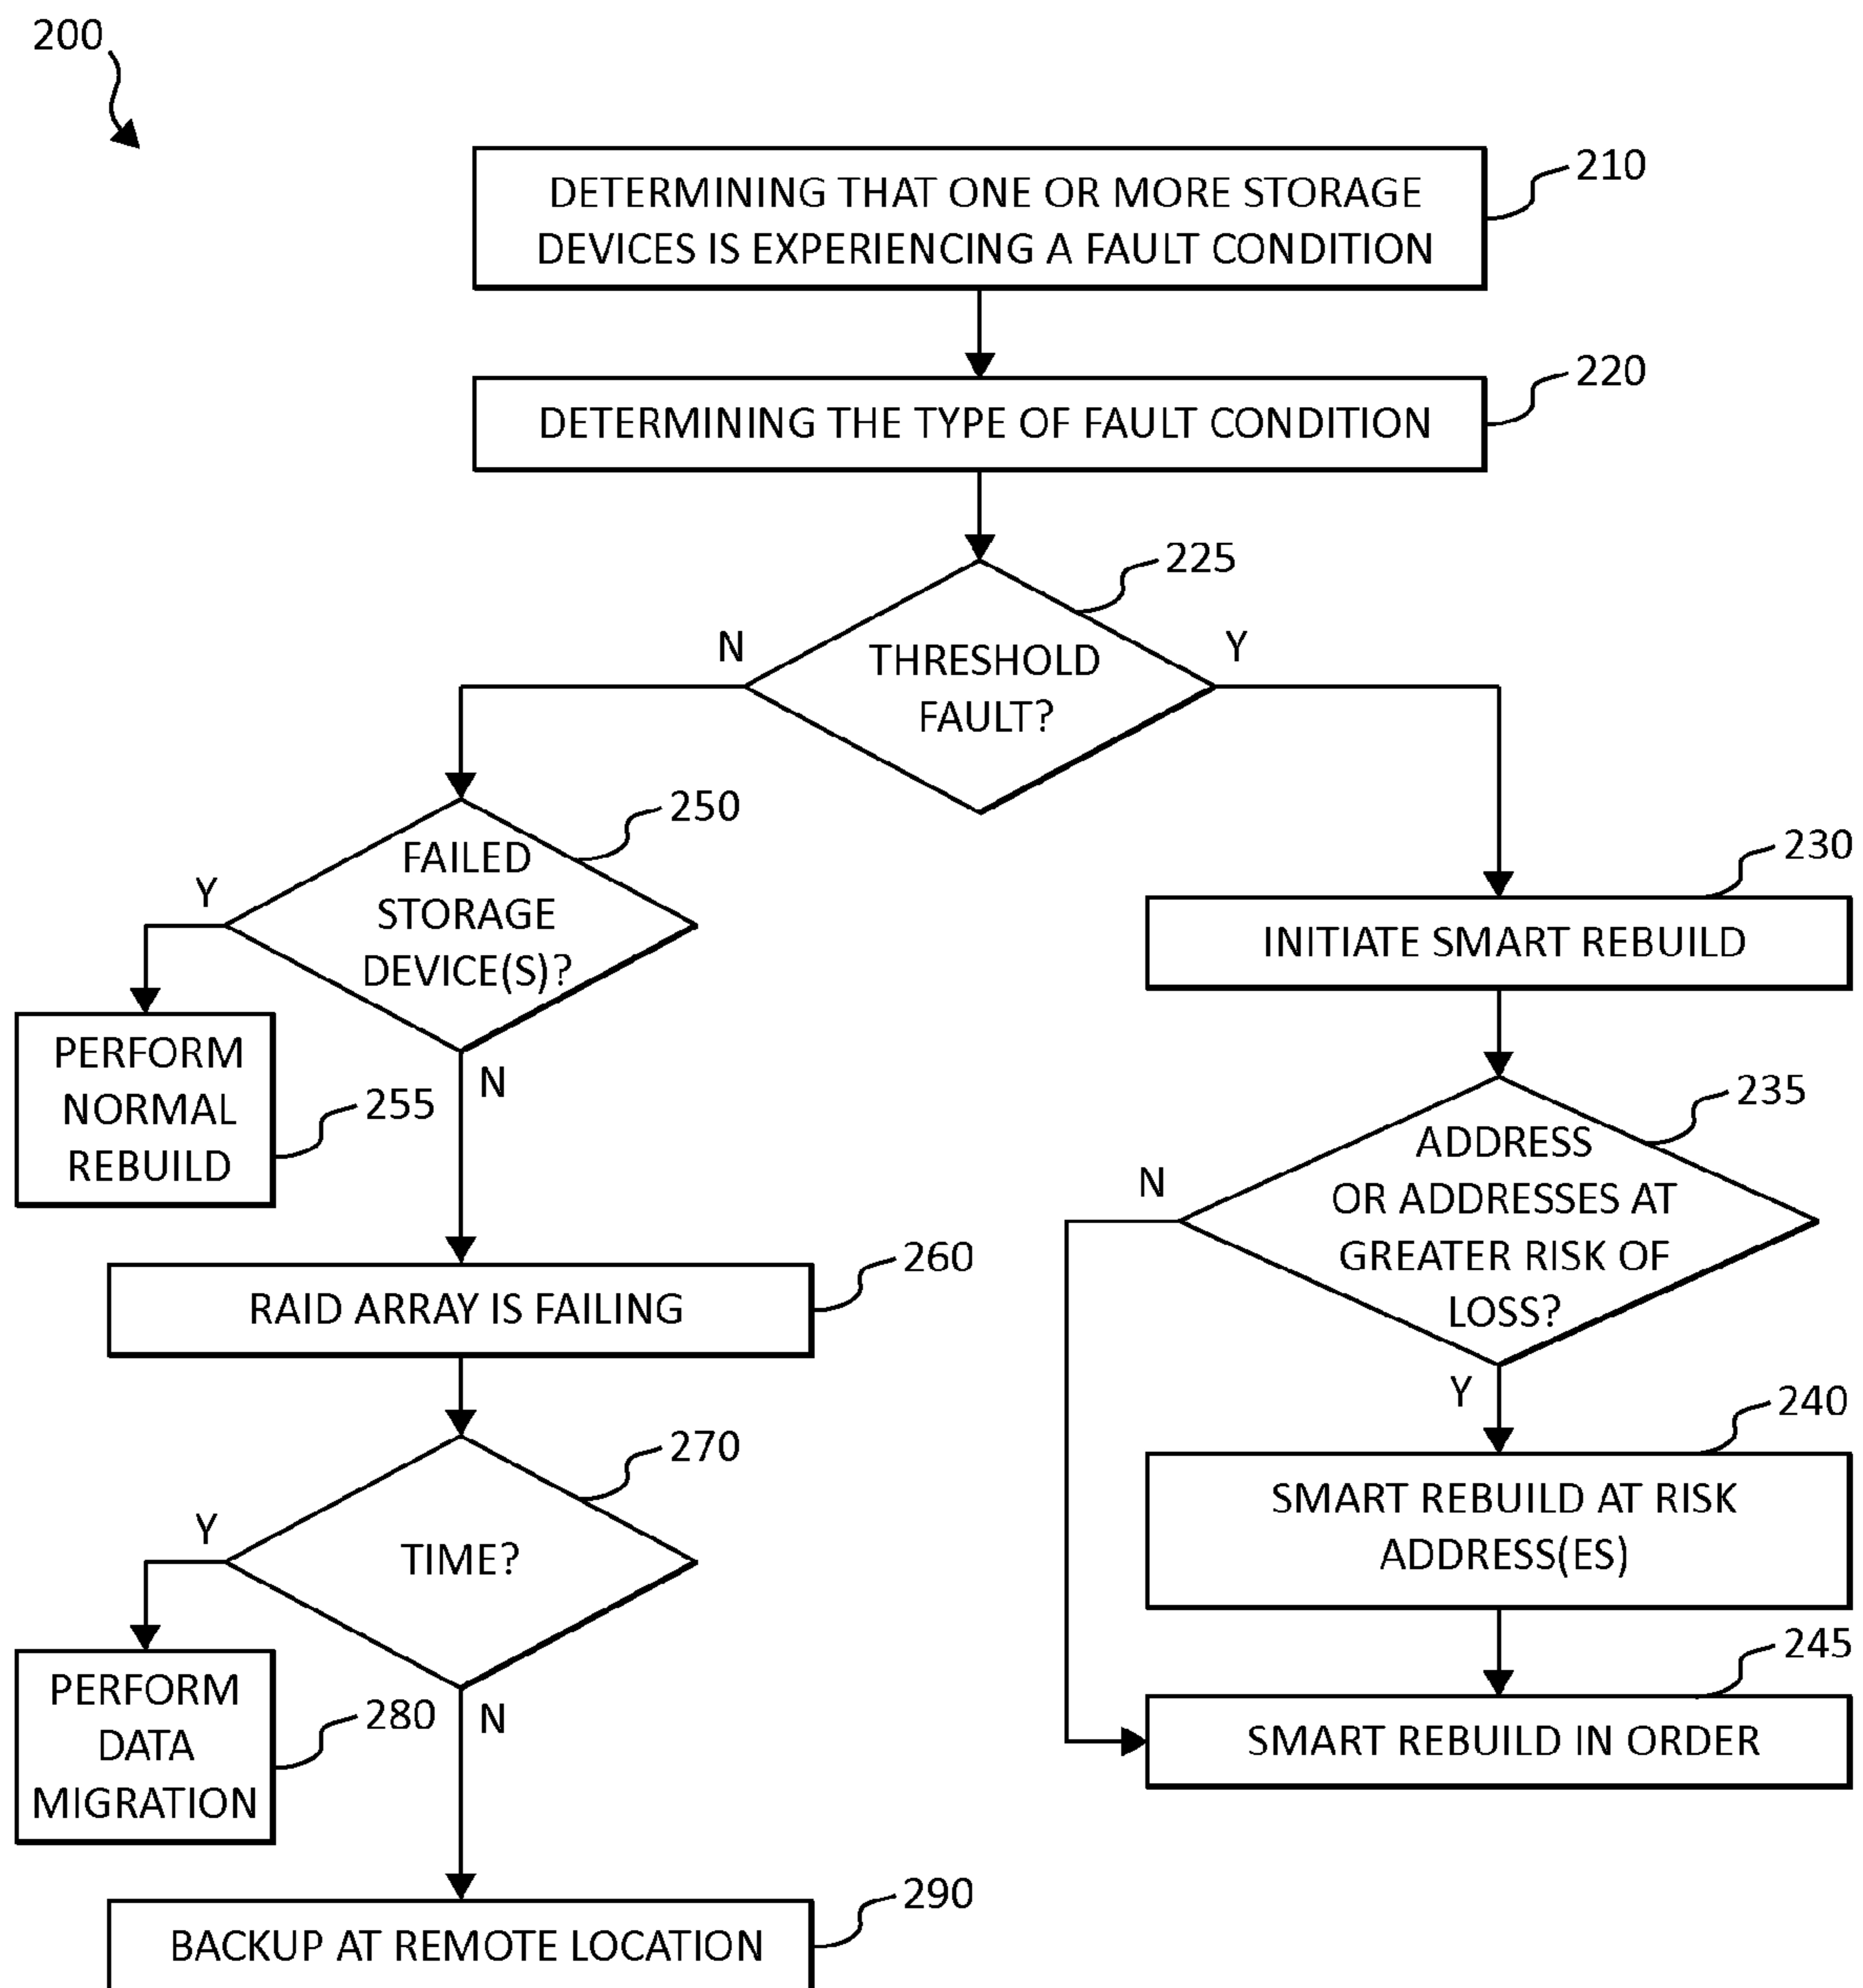 200
210
DETERMINING THAT ONE OR MORE STORAGE
DEVICES IS EXPERIENCING A FAULT CONDITION
220
DETERMINING THE TYPE OF FAULT CONDITION
225
N
Y
THRESHOLD
FAULT?
250
FAILED
STORAGE
DEVICE(S)?
Y
N
PERFORM
NORMAL
REBUILD
255
260
RAID ARRAY IS FAILING
270
TIME?
Y
N
PERFORM
DATA
MIGRATION
280
290
BACKUP AT REMOTE LOCATION
230
INITIATE SMART REBUILD
235
ADDRESS
OR ADDRESSES AT
GREATER RISK OF
LOSS?
N
Y
240
SMART REBUILD AT RISK
ADDRESS(ES)
245
SMART REBUILD IN ORDER